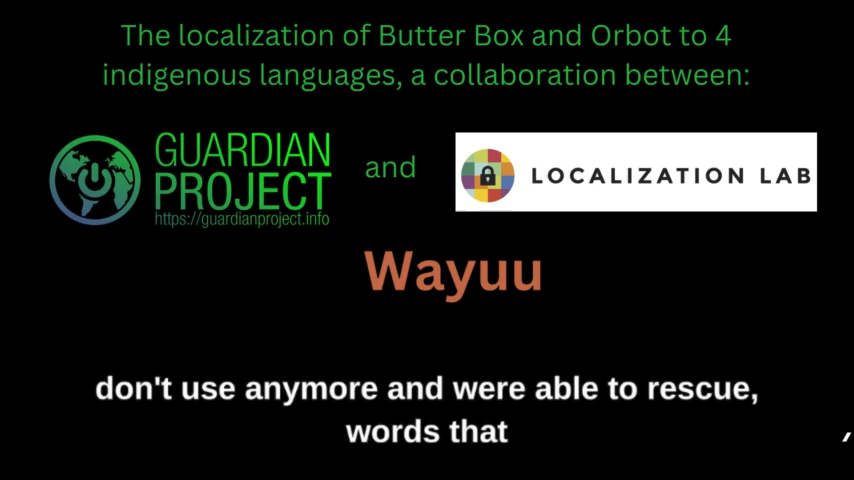 The localization of Butter Box and Orbot to 4
indigenous languages, a collaboration between:
GUARDIAN
PROJECT
https://guardianproject.info
and
LOCALIZATION LAB
Wayuu
don't use anymore and were able to rescue,
words that
,